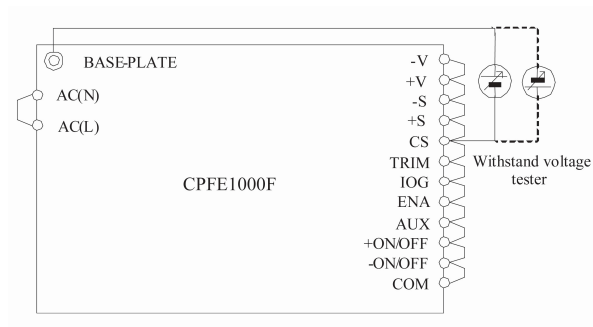 BASE-PLATE
AC(N)
AC(L)
CPFE1000F
-V
+V
-S
+S
CS
TRIM
IOG
ENA
AUX
+ON/OFF
-ON/OFF
COM
Withstand voltage
tester